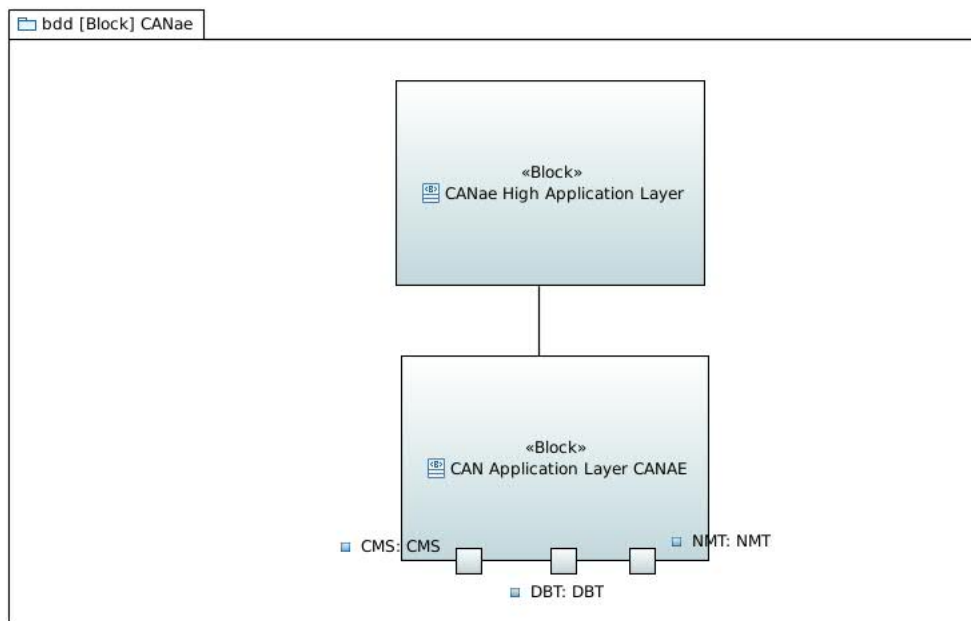 bdd [Block] CANae
«Block»
CANae High Application Layer
«Block»
CAN Application Layer CANAE
CMS: CMS
NMT: NMT
DBT: DBT